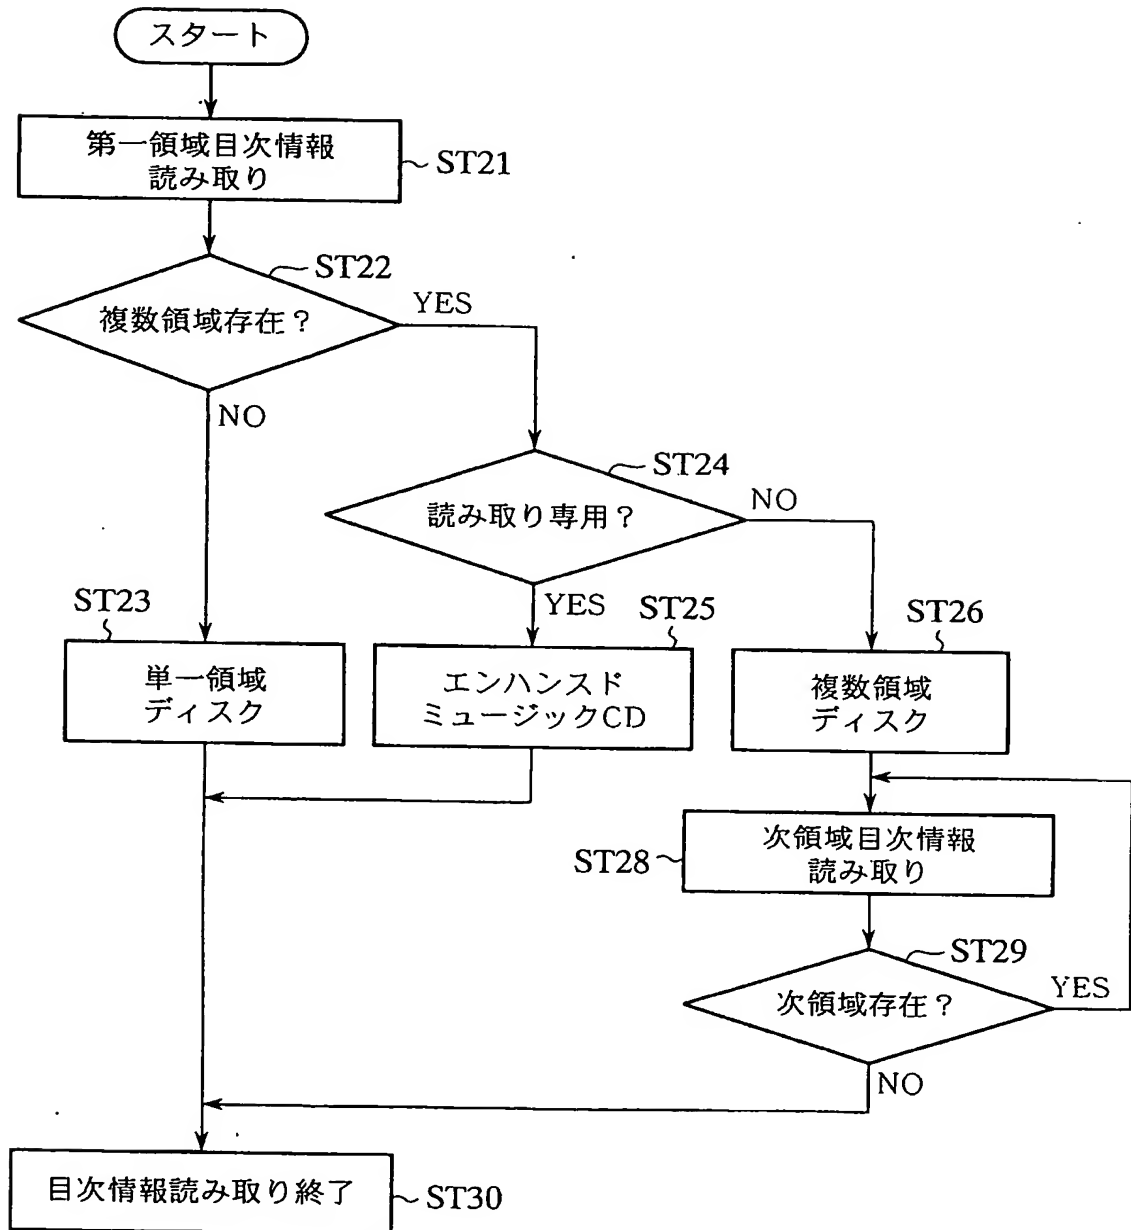 スタート
第一領域目次情報
読み取り
ST21
ST22
複数領域存在？
YES
NO
ST24
読み取り専用？
NO
YES
ST23
単一領域
ディスク
ST25
エンハンスド
ミュージックCD
ST26
複数領域
ディスク
次領域目次情報
読み取り
ST28
ST29
次領域存在？
YES
NO
目次情報読み取り終了
ST30